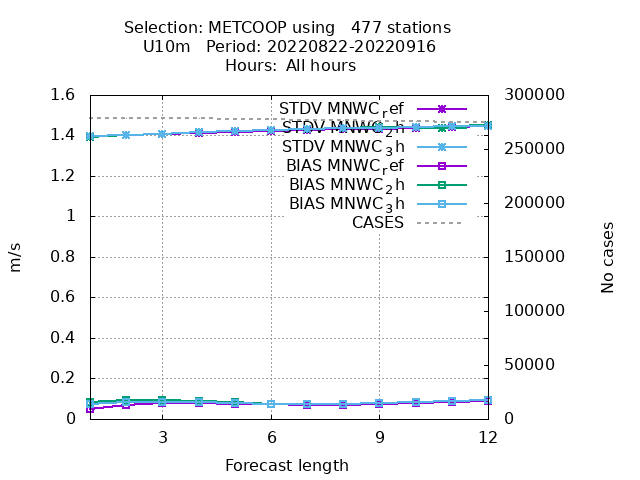 Selection: METCOOP using   477 stations
U10m   Period: 20220822-20220916
Hours: All hours
STDV MNWC_ref
STDV MNWC_2h
STDV MNWC_3h
BIAS MNWC_ref
BIAS MNWC_2h
BIAS MNWC_3h
CASES
1.6
1.4
1.2
1
0.8
0.6
0.4
0.2
0
m/s
300000
250000
200000
150000
100000
50000
0
No cases
3 6 9 12
Forecast length